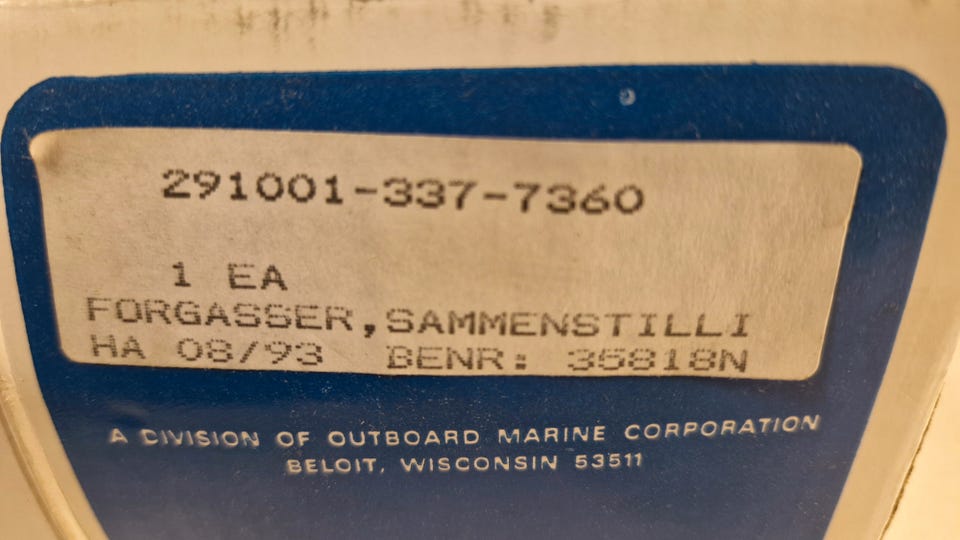 291001-337-7360
1 EA
FORGASSER,SAMMENSTILLI
HA 08/93 BENR: 35818N
A DIVISION OF OUTBOARD MARINE CORPORATION
BELOIT, WISCONSIN 53511